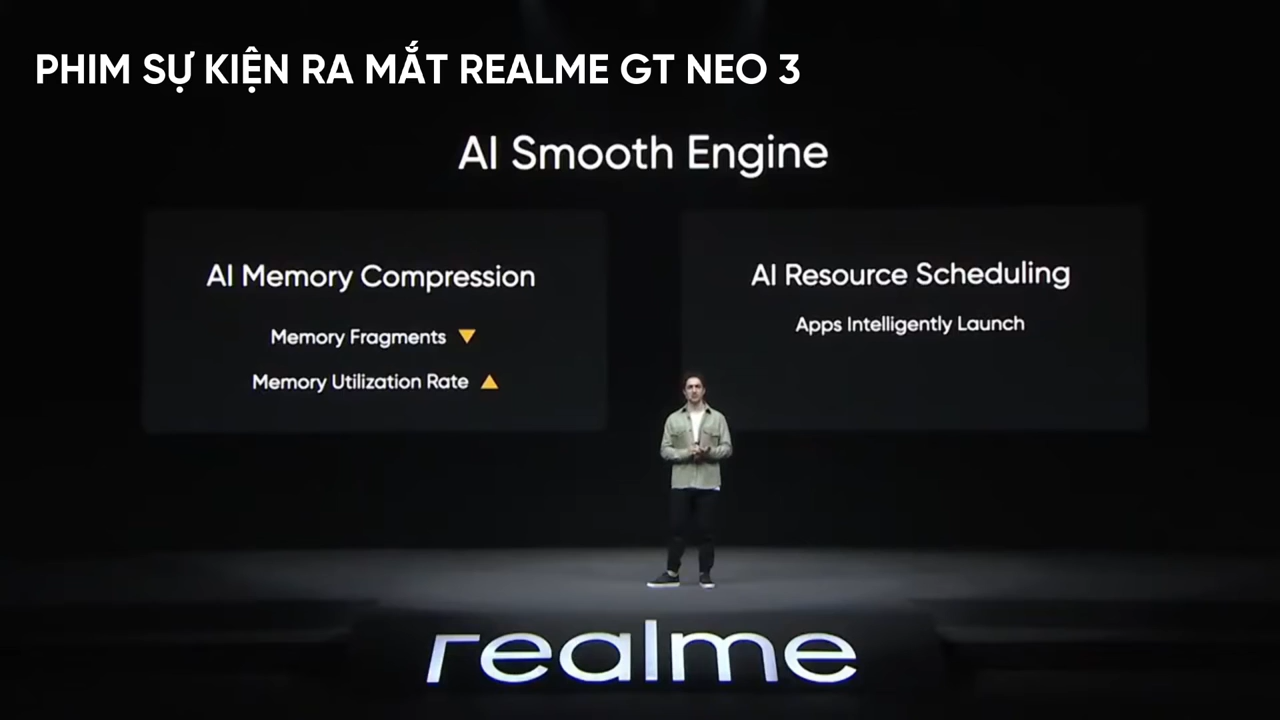 PHIM SỰ KIỆN RA MẮT REALME GT NEO 3
AI Smooth Engine
AI Memory Compression
Memory Fragments ▼
Memory Utilization Rate ▲
AI Resource Scheduling
Apps Intelligently Launch
realme